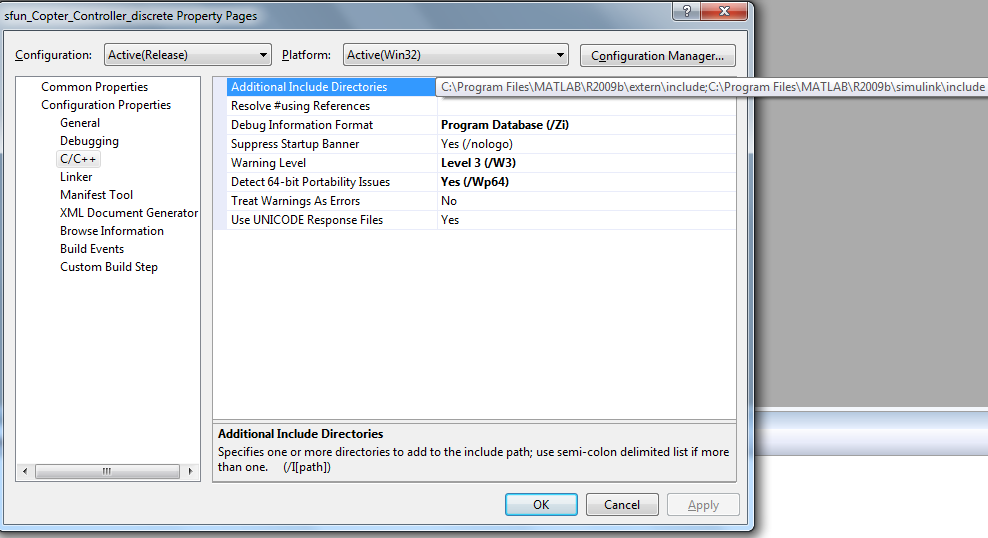 sfun_Copter_Controller_discrete Property Pages
?
Configuration: Active(Release) Platform: Active(Win32) Configuration Manager...
Common Properties
Configuration Properties
General
Debugging
C/C++
Linker
Manifest Tool
XML Document Generator
Browse Information
Build Events
Custom Build Step
Additional Include Directories C:\Program Files\MATLAB\R2009b\extern\include;C:\Program Files\MATLAB\R2009b\simulink\include
Resolve #using References
Debug Information Format Program Database (/Zi)
Suppress Startup Banner Yes (/nologo)
Warning Level Level 3 (/W3)
Detect 64-bit Portability Issues Yes (/Wp64)
Treat Warnings As Errors No
Use UNICODE Response Files Yes
Additional Include Directories
Specifies one or more directories to add to the include path; use semi-colon delimited list if more
than one. (/I[path])
OK Cancel Apply